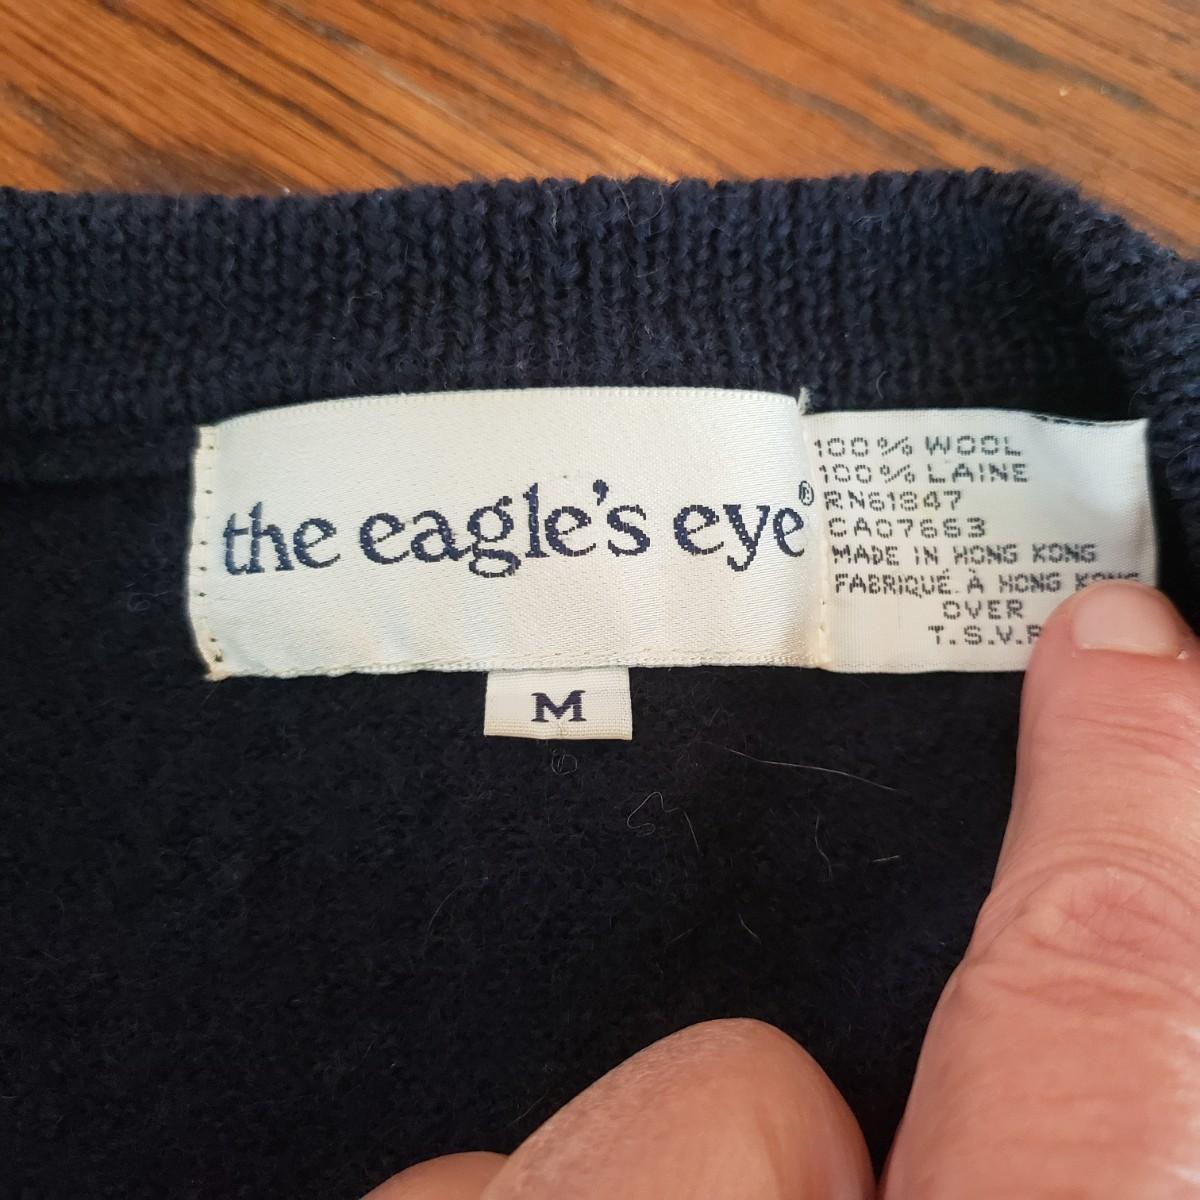 the eagle's eye®
M
100% WOOL
100% LAINE
RN61847
CA07663
MADE IN HONG KONG
FABRIQUÉ À HONG KONG
OVER
T.S.V.P